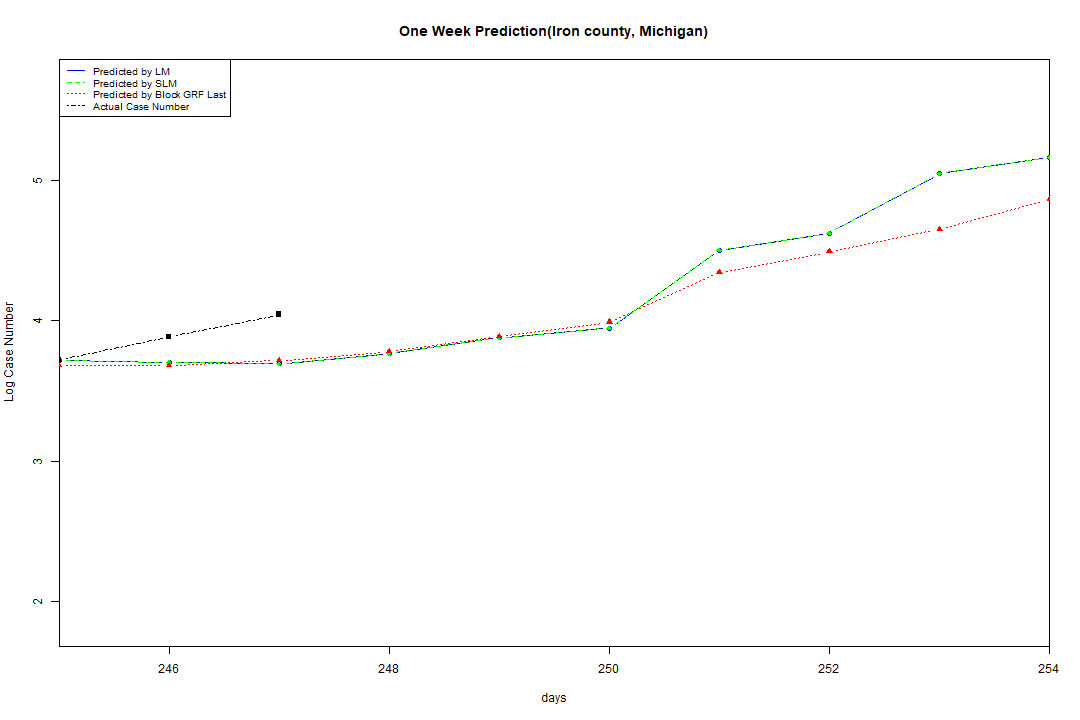 One Week Prediction(Iron county, Michigan)
Predicted by LM
Predicted by SLM
Predicted by Block GRF Last
Actual Case Number
5
4
3
2
Log Case Number
246 248 250 252 254
days